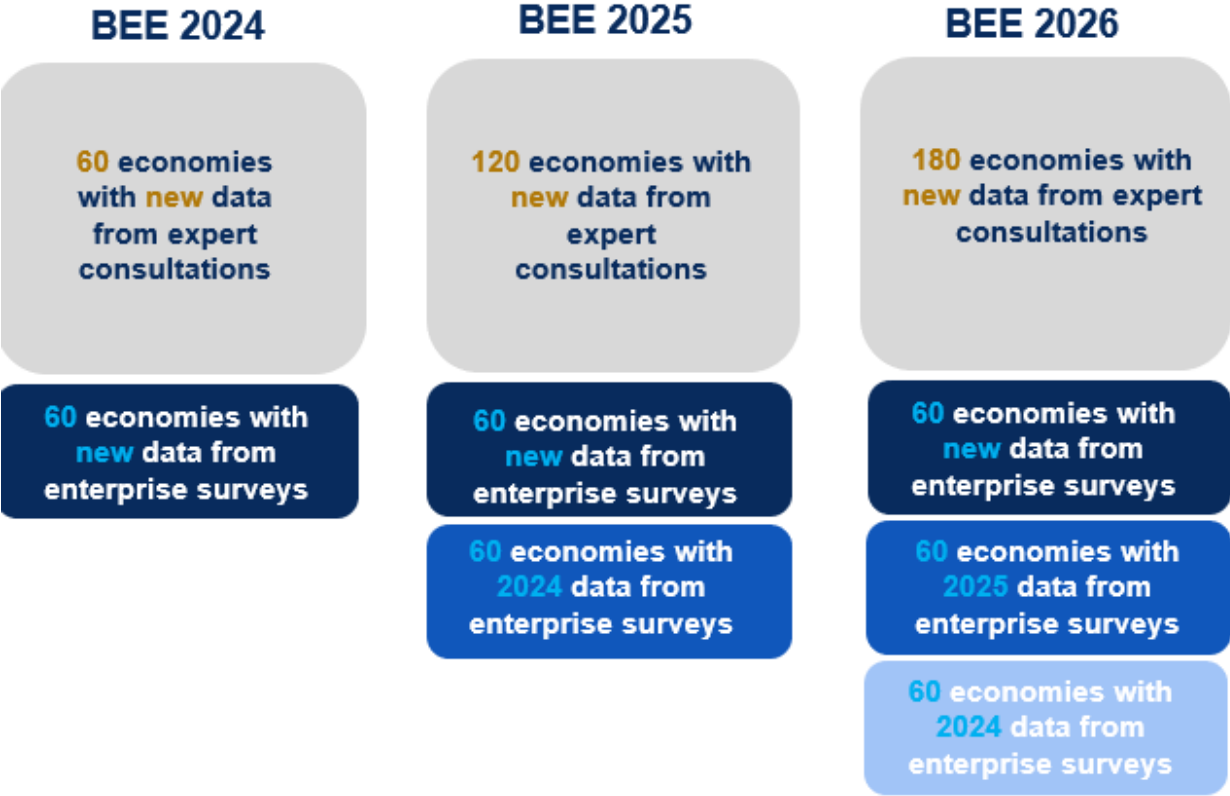 BEE 2024
60 economies
with new data
from expert
consultations
60 economies with
new data from
enterprise surveys
BEE 2025
120 economies with
new data from
expert
consultations
60 economies with
new data from
enterprise surveys
60 economies with
2024 data from
enterprise surveys
BEE 2026
180 economies with
new data from expert
consultations
60 economies with
new data from
enterprise surveys
60 economies with
2025 data from
enterprise surveys
60 economies with
2024 data from
enterprise surveys